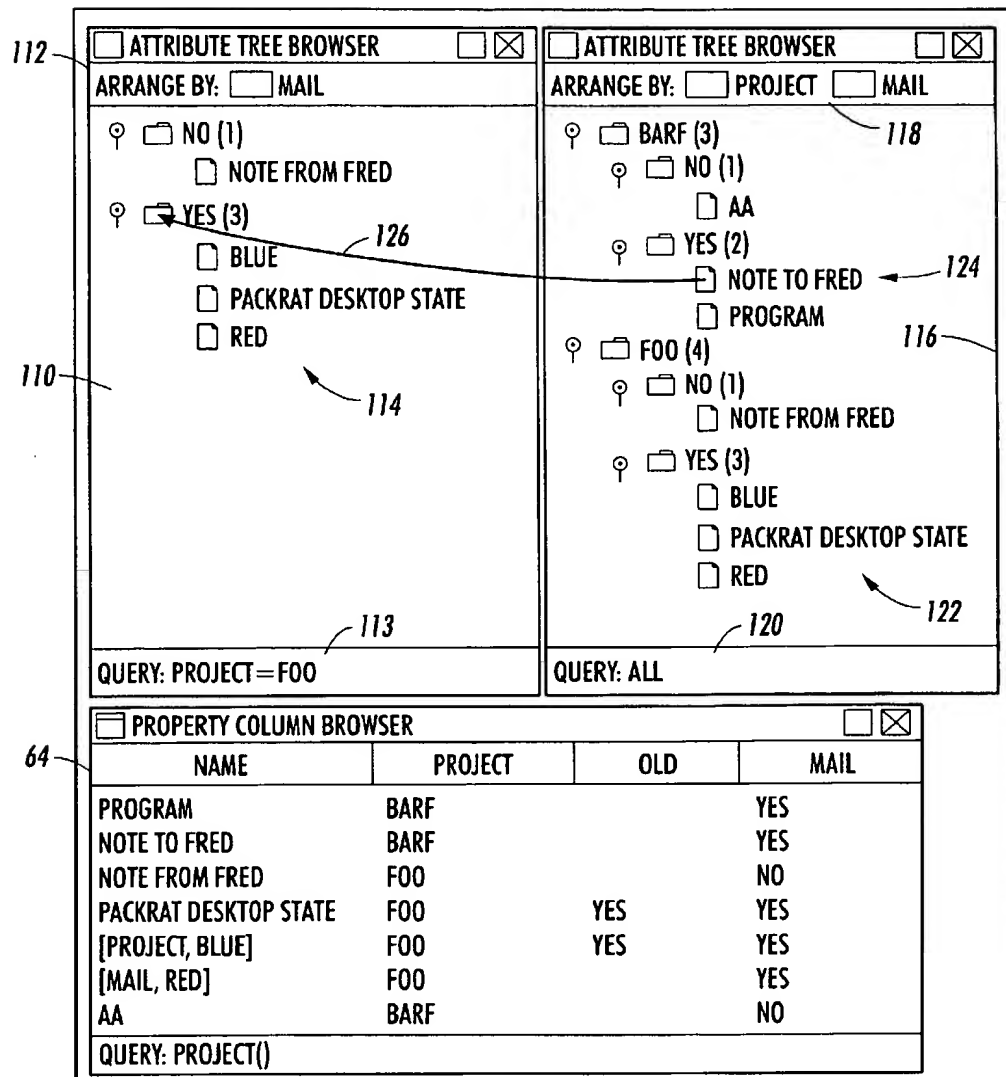 112
ATTRIBUTE TREE BROWSER
ARRANGE BY: MAIL
NO (1)
NOTE FROM FRED
YES (3)
126
BLUE
PACKRAT DESKTOP STATE
RED
110
114
113
QUERY: PROJECT=FOO
ATTRIBUTE TREE BROWSER
ARRANGE BY: PROJECT MAIL
118
BARF (3)
NO (1)
AA
YES (2)
NOTE TO FRED
124
PROGRAM
116
FOO (4)
NO (1)
NOTE FROM FRED
YES (3)
BLUE
PACKRAT DESKTOP STATE
RED
122
120
QUERY: ALL
PROPERTY COLUMN BROWSER
64
NAME PROJECT OLD MAIL
PROGRAM BARF YES
NOTE TO FRED BARF YES
NOTE FROM FRED FOO NO
PACKRAT DESKTOP STATE FOO YES YES
[PROJECT, BLUE] FOO YES YES
[MAIL, RED] FOO YES
AA BARF NO
QUERY: PROJECT()